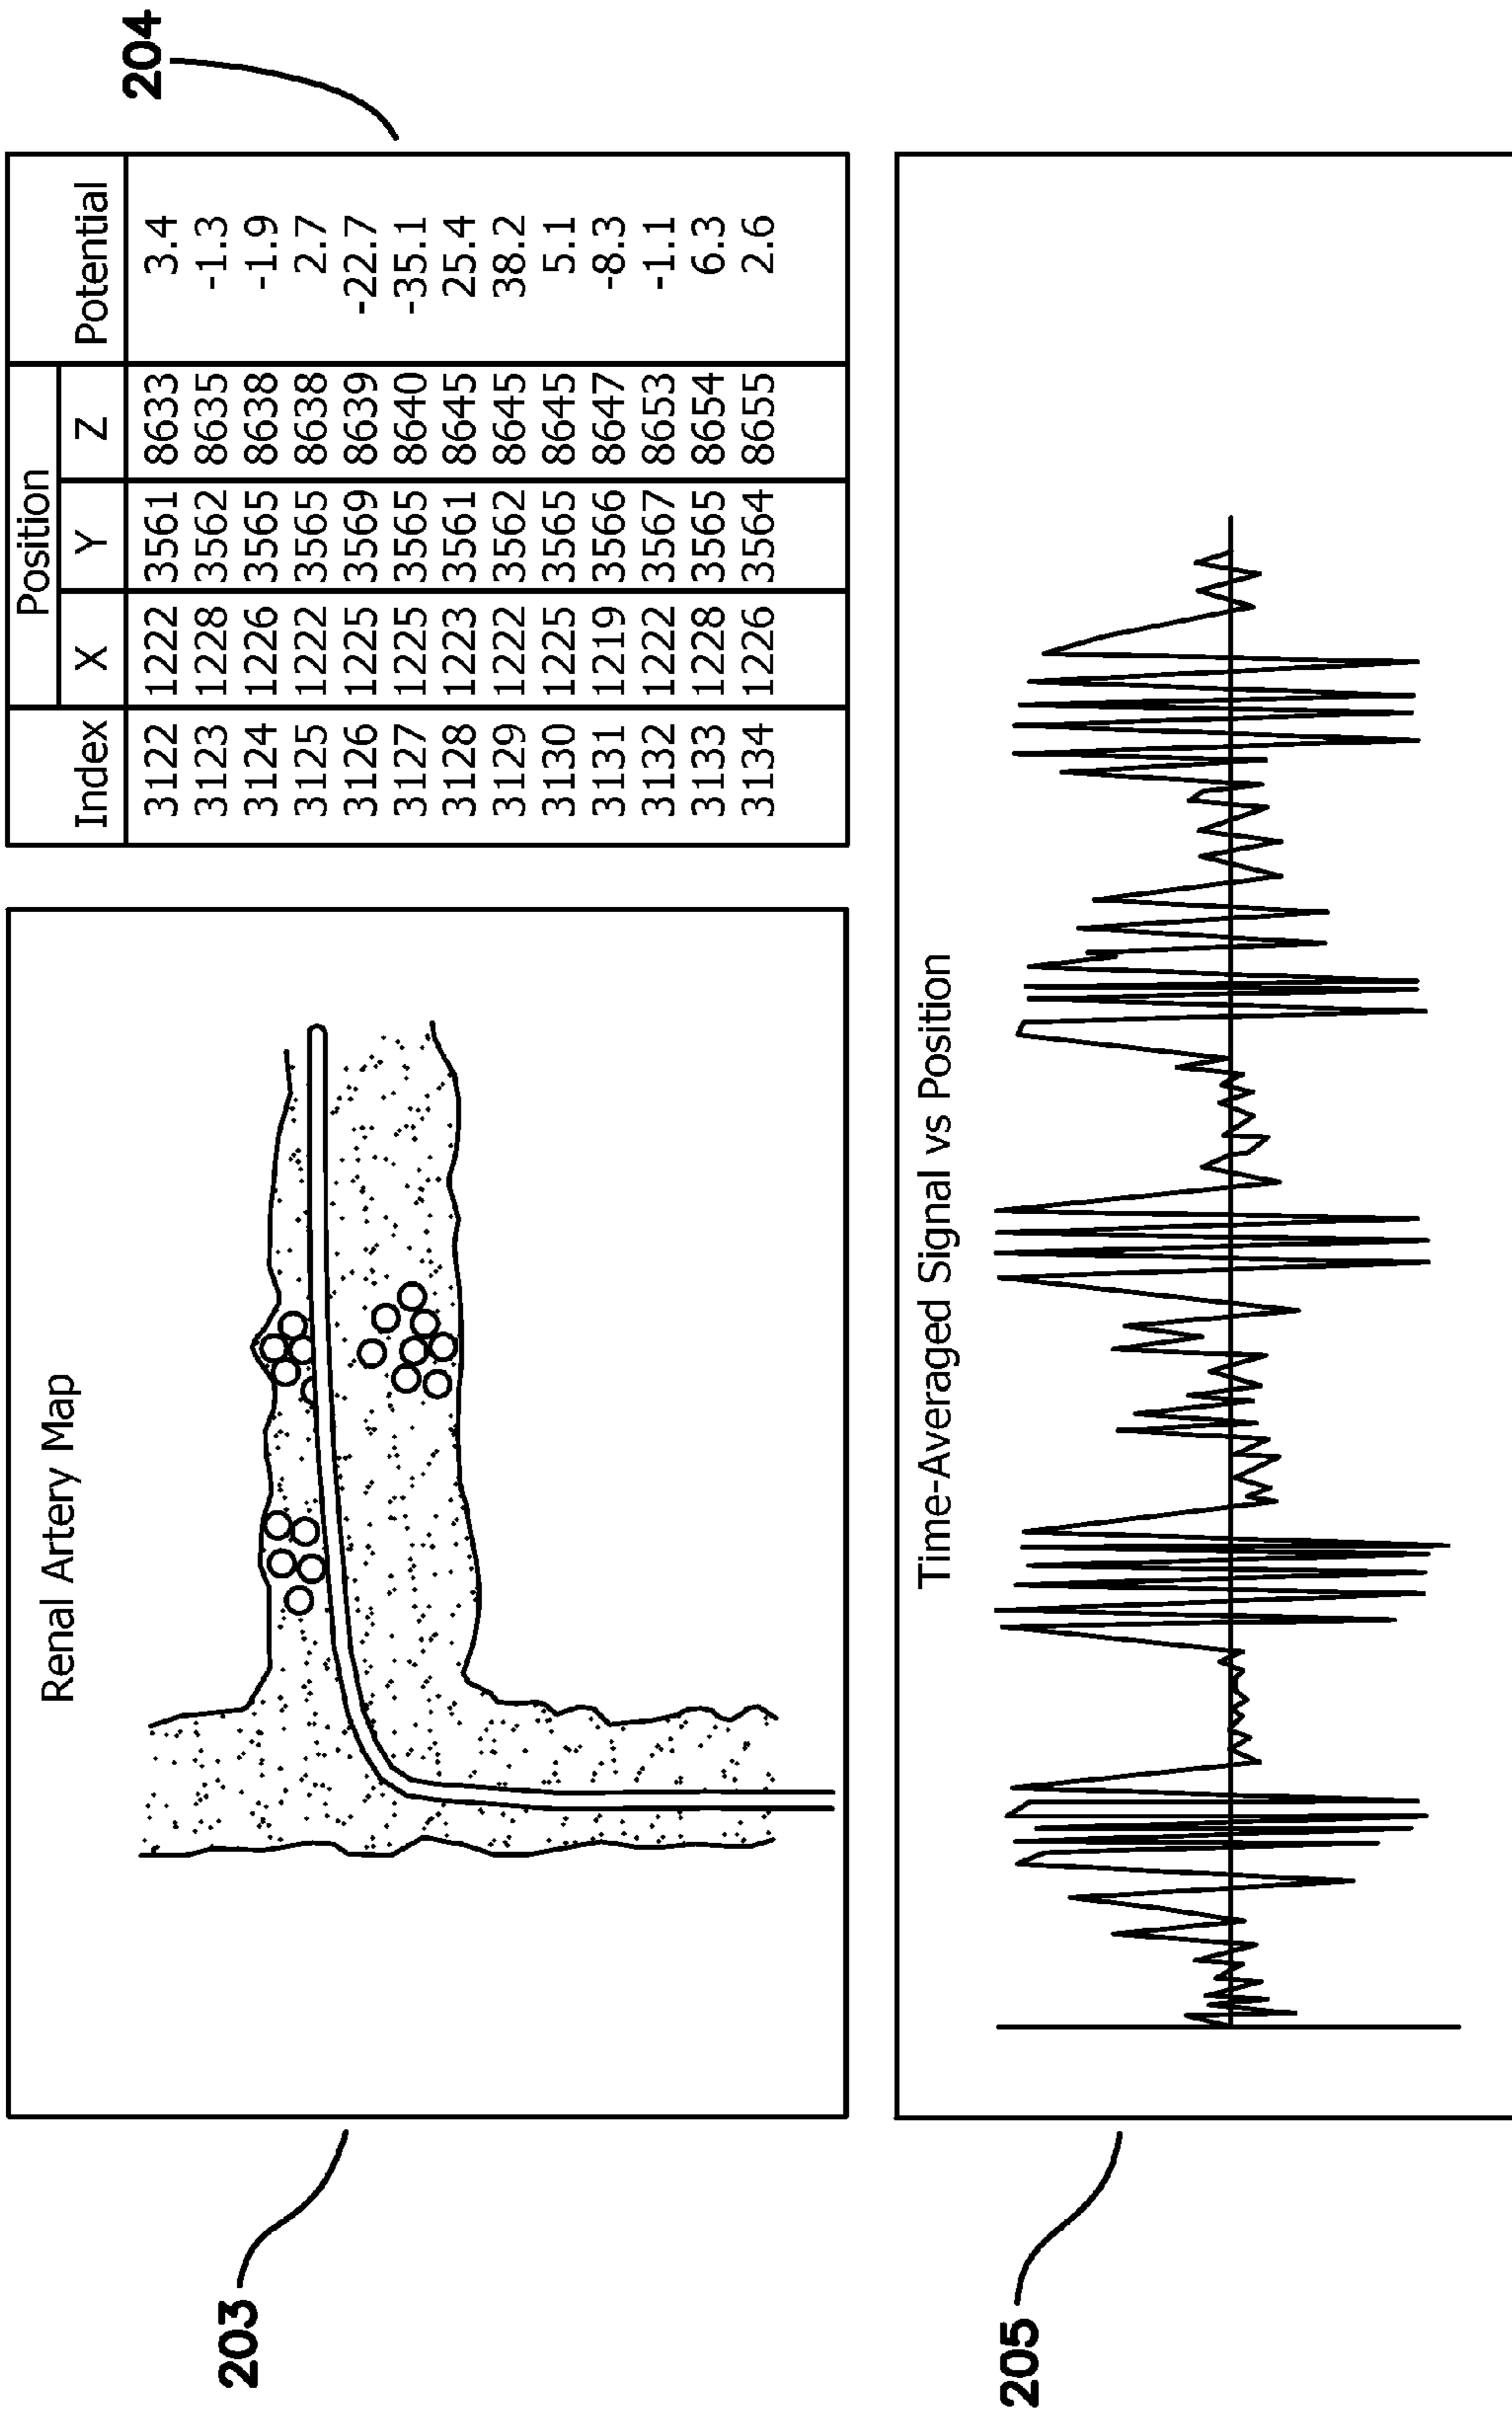 Renal Artery Map
Position
Index X Y Z Potential
3122 1222 3561 8633 3.4
3123 1228 3562 8635 -1.3
3124 1226 3565 8638 -1.9
3125 1222 3565 8638 2.7
3126 1225 3569 8639 -22.7
3127 1225 3565 8640 -35.1
3128 1223 3561 8645 25.4
3129 1222 3562 8645 38.2
3130 1225 3565 8645 5.1
3131 1219 3566 8647 -8.3
3132 1222 3567 8653 -1.1
3133 1228 3565 8654 6.3
3134 1226 3564 8655 2.6
204
203
Time-Averaged Signal vs Position
205